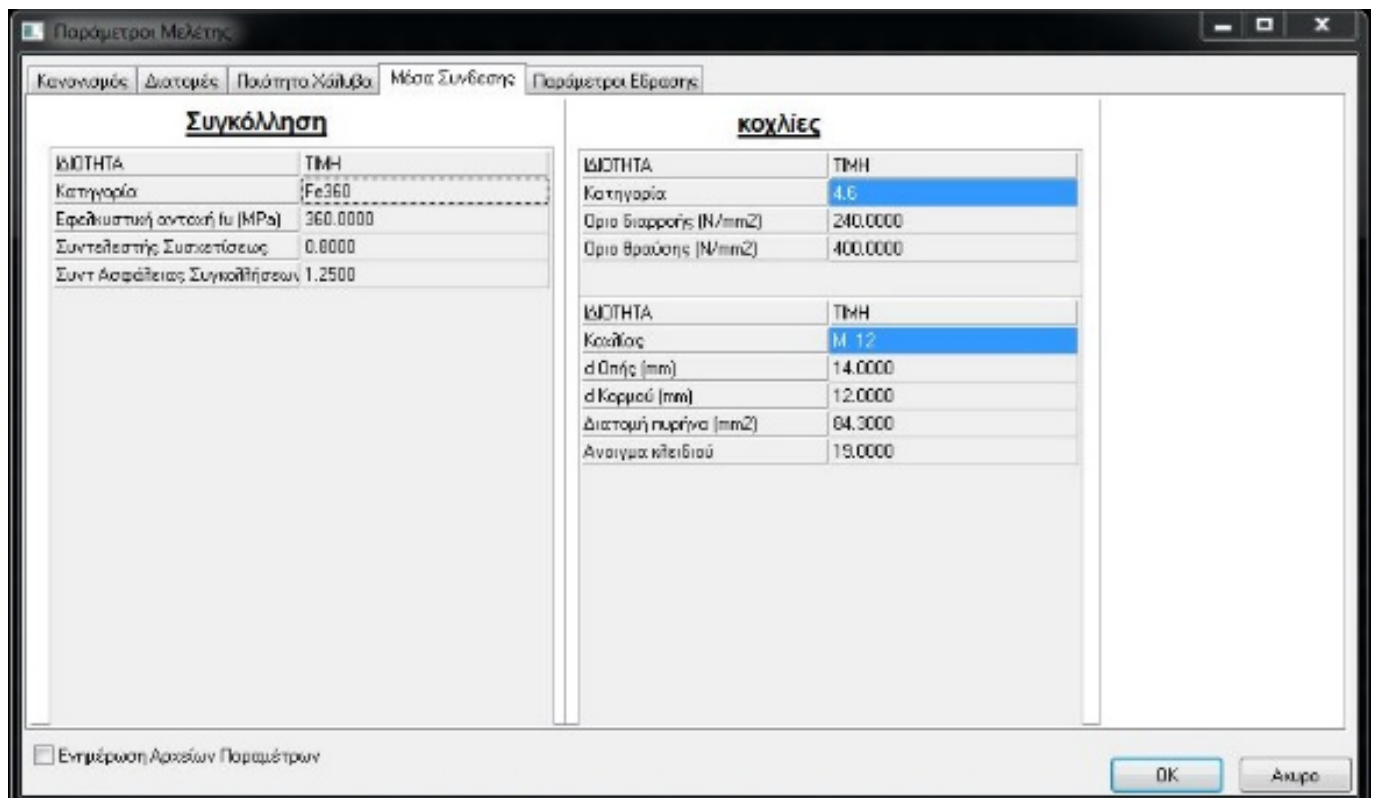 Παράμετροι Μελέτης
Κανονισμός Διατομές Ποιότητα Χάλυβα Μέσα Συνδεσης Παράμετροι Εδρασης
Συγκόλληση
ΙΔΙΟΤΗΤΑ ΤΙΜΗ
Κατηγορία Fe360
Εφελκυστική αντοχή fu (MPa) 360.0000
Συντελεστής Συσχετίσεως 0.8000
Συντ Ασφάλειας Συγκολλήσεων 1.2500
κοχλίες
ΙΔΙΟΤΗΤΑ ΤΙΜΗ
Κατηγορία 4.6
Οριο διαρροής (N/mm2) 240.0000
Οριο θραύσης (N/mm2) 400.0000
ΙΔΙΟΤΗΤΑ ΤΙΜΗ
Κοχλίας M 12
d Οπής (mm) 14.0000
d Κορμού (mm) 12.0000
Διατομή πυρήνα (mm2) 84.3000
Ανοιγμα κλειδιού 19.0000
Ενημέρωση Αρχείων Παραμέτρων
OK Ακυρο